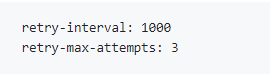 retry-interval: 1000
retry-max-attempts: 3